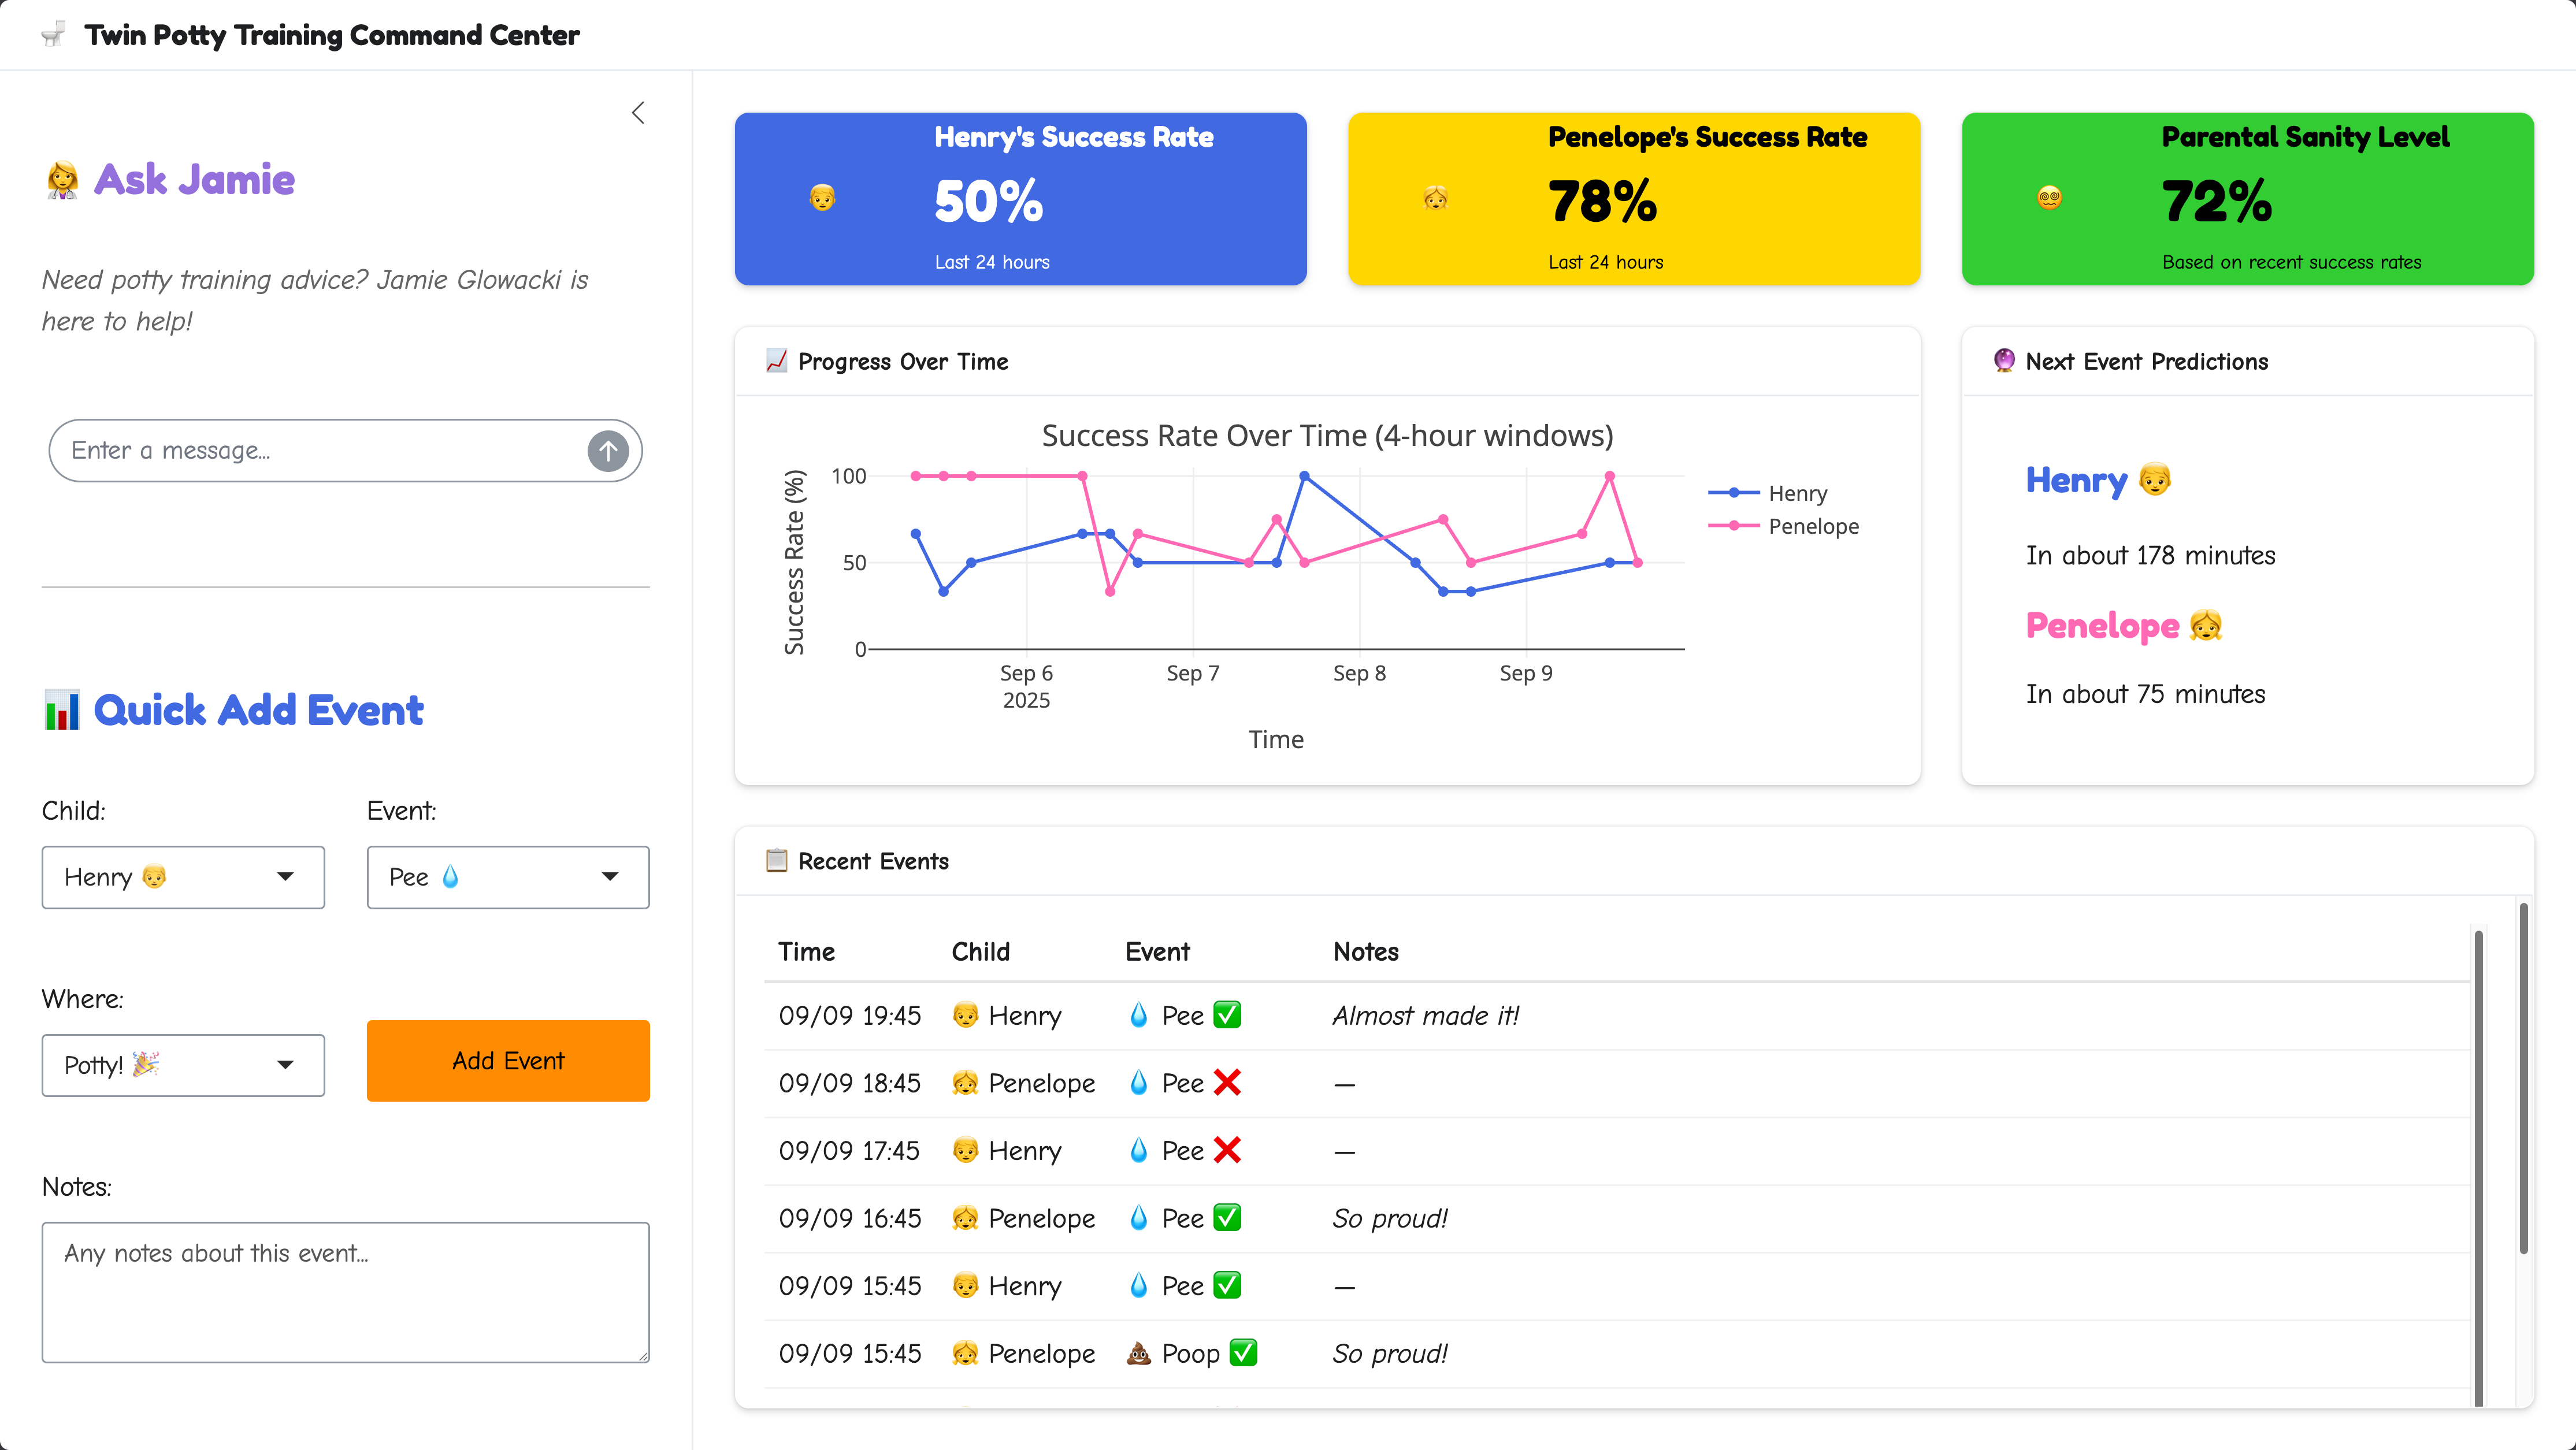 Twin Potty Training Command Center
Ask Jamie
Need potty training advice? Jamie Glowacki is
here to help!
Enter a message...
Quick Add Event
Child:
Event:
Henry
Pee
Where:
Potty!
Add Event
Notes:
Any notes about this event...
Henry's Success Rate
50%
Last 24 hours
Penelope's Success Rate
78%
Last 24 hours
Parental Sanity Level
72%
Based on recent success rates
Progress Over Time
Success Rate Over Time (4-hour windows)
Success Rate (%)
100
50
0
Sep 6
2025
Sep 7
Sep 8
Sep 9
Time
Henry
Penelope
Next Event Predictions
Henry
In about 178 minutes
Penelope
In about 75 minutes
Recent Events
Time Child Event Notes
09/09 19:45 Henry Pee Almost made it!
09/09 18:45 Penelope Pee —
09/09 17:45 Henry Pee —
09/09 16:45 Penelope Pee So proud!
09/09 15:45 Henry Pee —
09/09 15:45 Penelope Poop So proud!